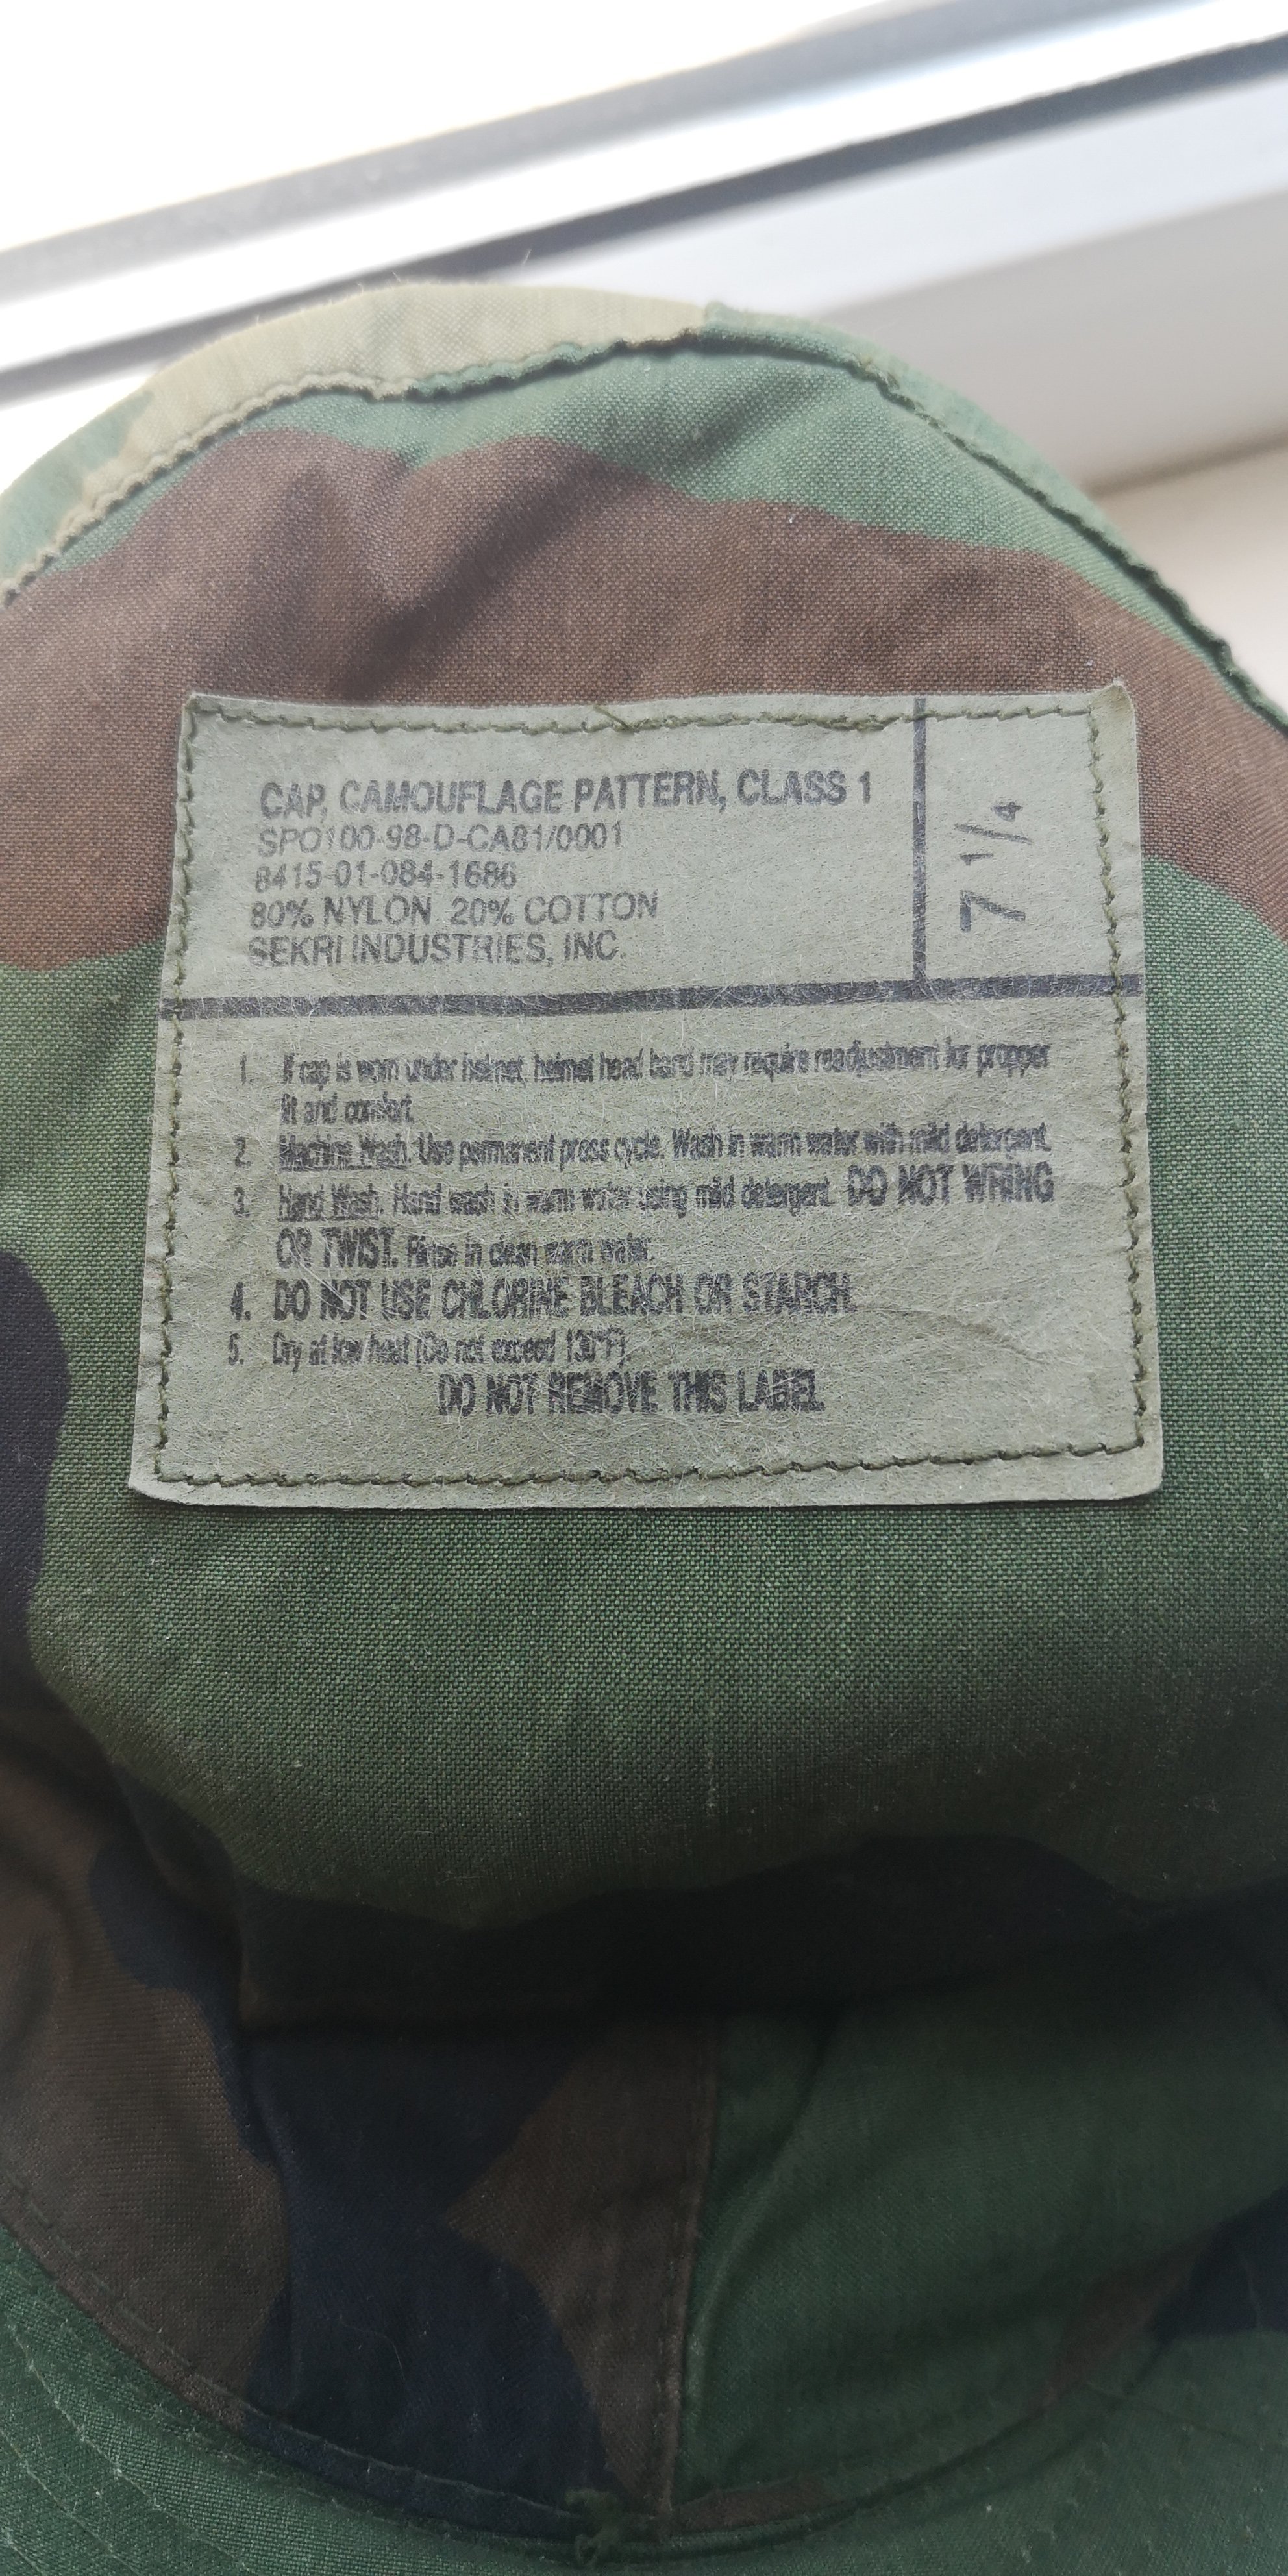 CAP, CAMOUFLAGE PATTERN, CLASS 1
SPO100-98-D-CA81/0001
8415-01-084-1686
80% NYLON 20% COTTON
SEKRI INDUSTRIES, INC.
7 1/4
1. If cap is worn under helmet, helmet head band may require readjustment for propper
fit and comfort.
2. Machine Wash. Use permanent press cycle. Wash in warm water with mild detergent.
3. Hand Wash. Hand wash in warm water using mild detergent. DO NOT WRING
OR TWIST. Rinse in clean warm water.
4. DO NOT USE CHLORINE BLEACH OR STARCH.
5. Dry at low heat (Do not exceed 130°F).
DO NOT REMOVE THIS LABEL.